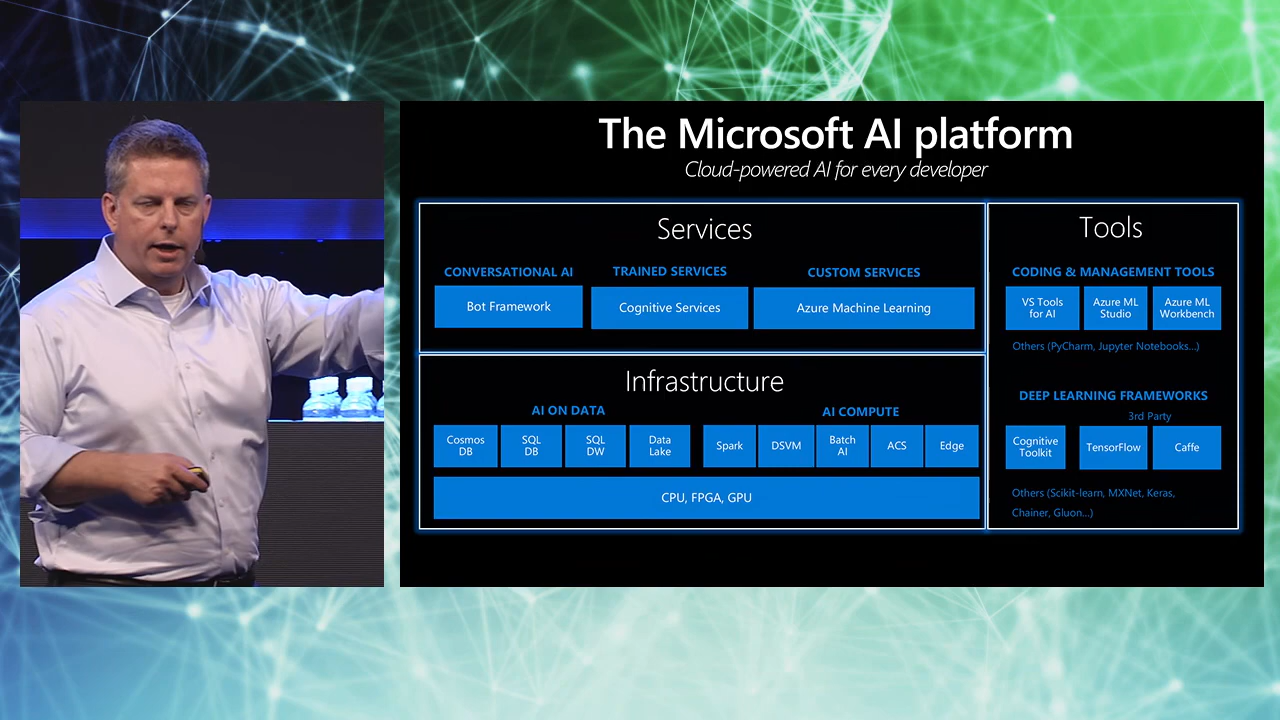 The Microsoft AI platform
Cloud-powered AI for every developer
Services
CONVERSATIONAL AI
TRAINED SERVICES
CUSTOM SERVICES
Bot Framework
Cognitive Services
Azure Machine Learning
Infrastructure
AI ON DATA
AI COMPUTE
Cosmos
DB
SQL
DB
SQL
DW
Data
Lake
Spark
DSVM
Batch
AI
ACS
Edge
CPU, FPGA, GPU
Tools
CODING & MANAGEMENT TOOLS
VS Tools
for AI
Azure ML
Studio
Azure ML
Workbench
Others (PyCharm, Jupyter Notebooks...)
DEEP LEARNING FRAMEWORKS
3rd Party
Cognitive
Toolkit
TensorFlow
Caffe
Others (Scikit-learn, MXNet, Keras,
Chainer, Gluon...)